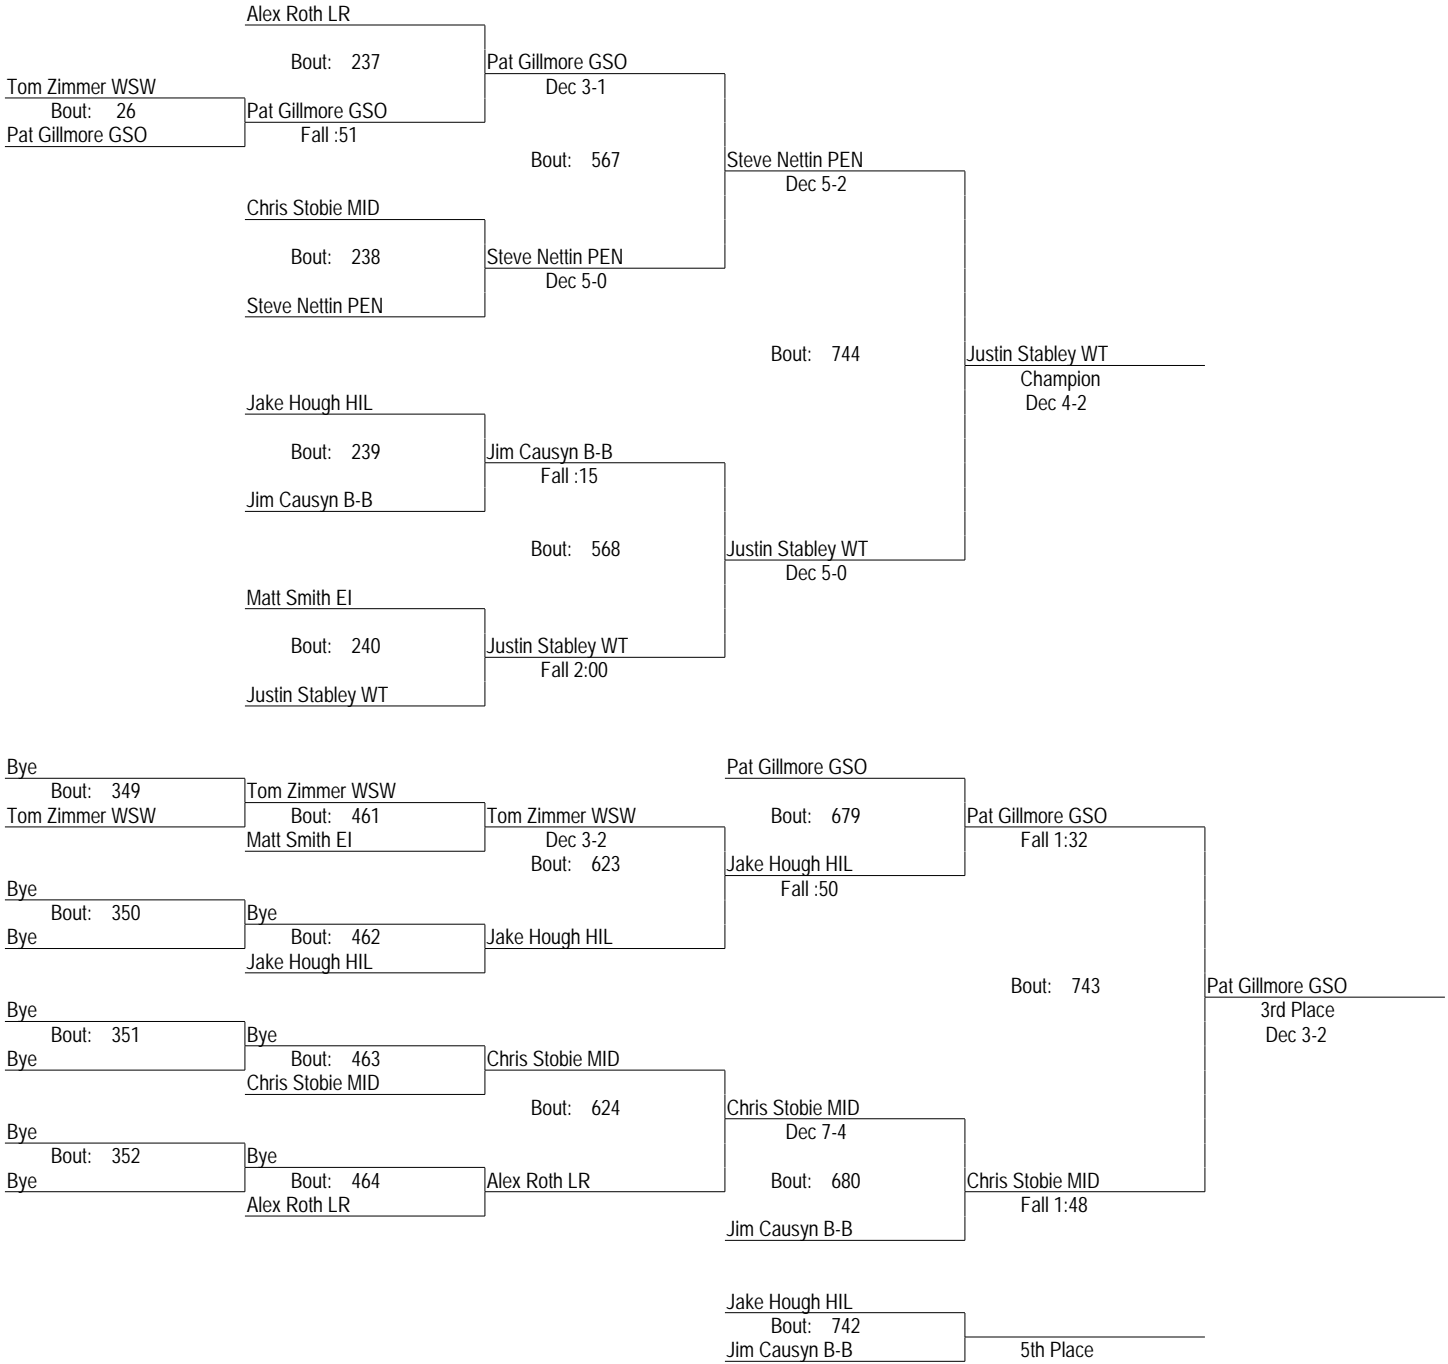 Alex Roth LR
Bout: 237
Pat Gillmore GSO
Dec 3-1
Tom Zimmer WSW
Bout: 26
Pat Gillmore GSO
Pat Gillmore GSO
Fall :51
Bout: 567
Steve Nettin PEN
Dec 5-2
Chris Stobie MID
Bout: 238
Steve Nettin PEN
Dec 5-0
Steve Nettin PEN
Bout: 744
Justin Stabley WT
Champion
Dec 4-2
Jake Hough HIL
Bout: 239
Jim Causyn B-B
Fall :15
Jim Causyn B-B
Bout: 568
Justin Stabley WT
Dec 5-0
Matt Smith EI
Bout: 240
Justin Stabley WT
Fall 2:00
Justin Stabley WT
Bye
Bout: 349
Tom Zimmer WSW
Tom Zimmer WSW
Bout: 461
Matt Smith EI
Tom Zimmer WSW
Dec 3-2
Bout: 623
Pat Gillmore GSO
Bout: 679
Jake Hough HIL
Fall :50
Pat Gillmore GSO
Fall 1:32
Bye
Bout: 350
Bye
Bye
Bout: 462
Jake Hough HIL
Jake Hough HIL
Bout: 743
Pat Gillmore GSO
3rd Place
Dec 3-2
Bye
Bout: 351
Bye
Bye
Bout: 463
Chris Stobie MID
Chris Stobie MID
Bout: 624
Chris Stobie MID
Dec 7-4
Bye
Bout: 352
Bye
Bye
Bout: 464
Alex Roth LR
Alex Roth LR
Bout: 680
Jim Causyn B-B
Chris Stobie MID
Fall 1:48
Jake Hough HIL
Bout: 742
Jim Causyn B-B
5th Place